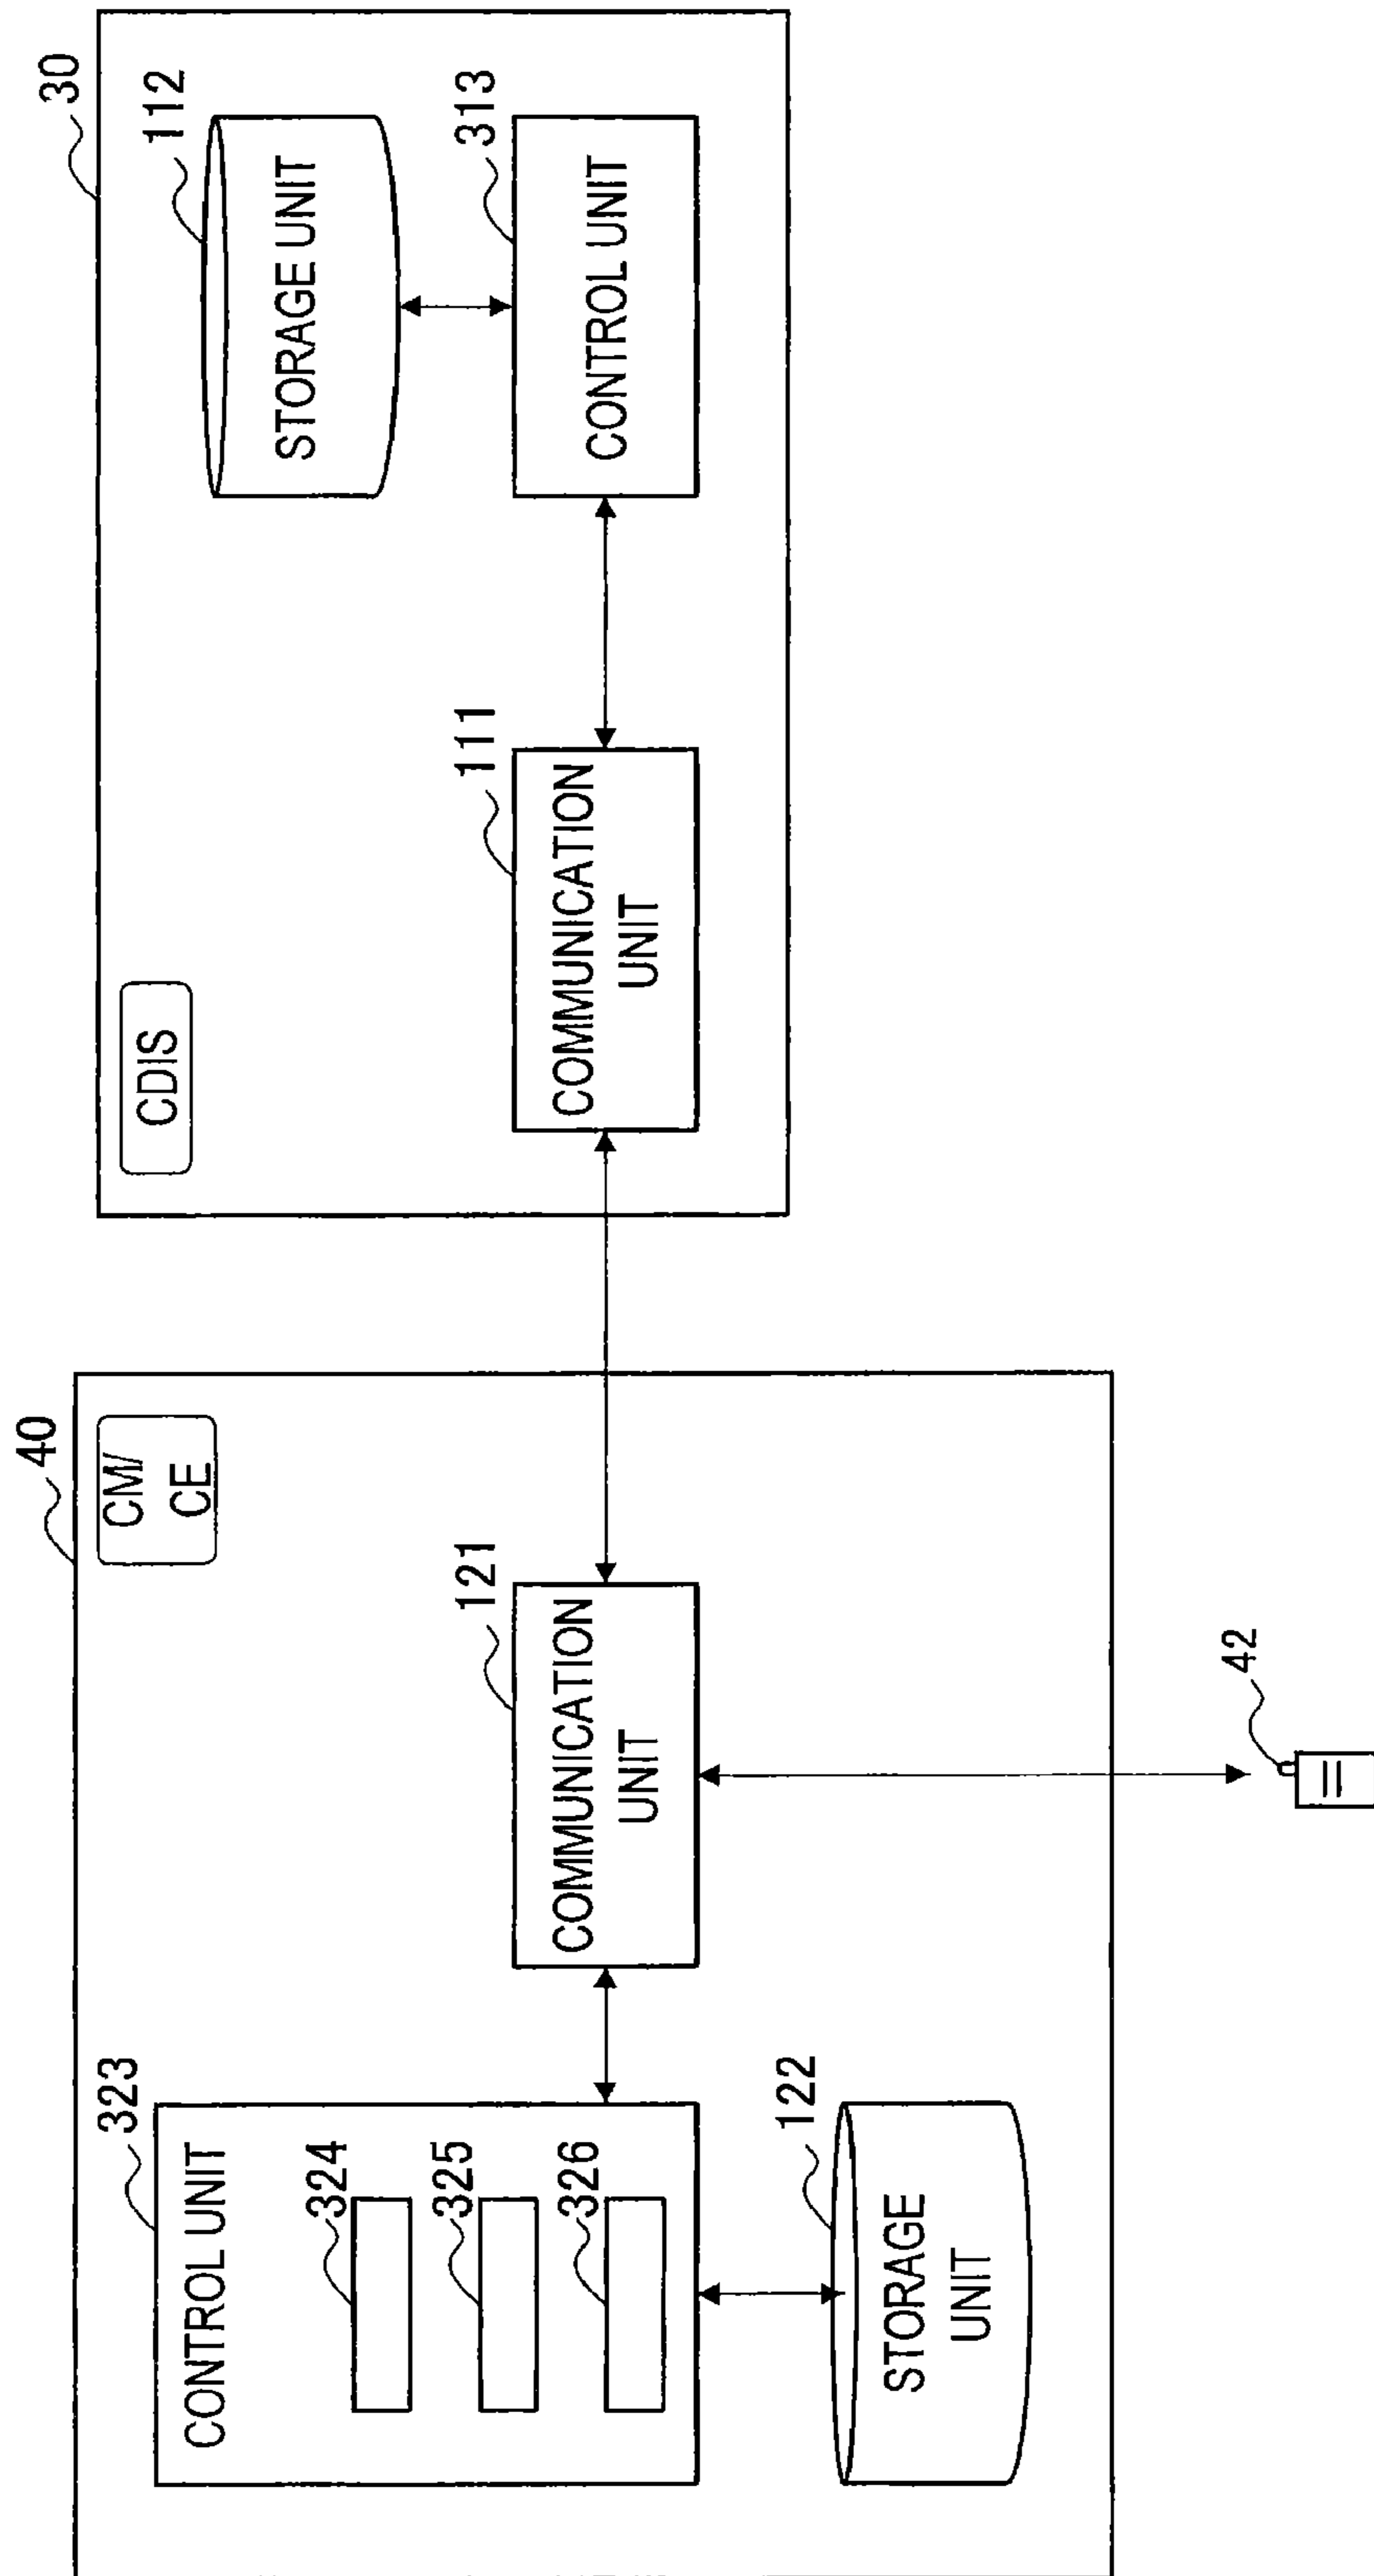 40
CM/
CE
323
CONTROL UNIT
324
325
326
121
COMMUNICATION
UNIT
122
STORAGE
UNIT
42
30
CDIS
111
COMMUNICATION
UNIT
112
STORAGE UNIT
313
CONTROL UNIT